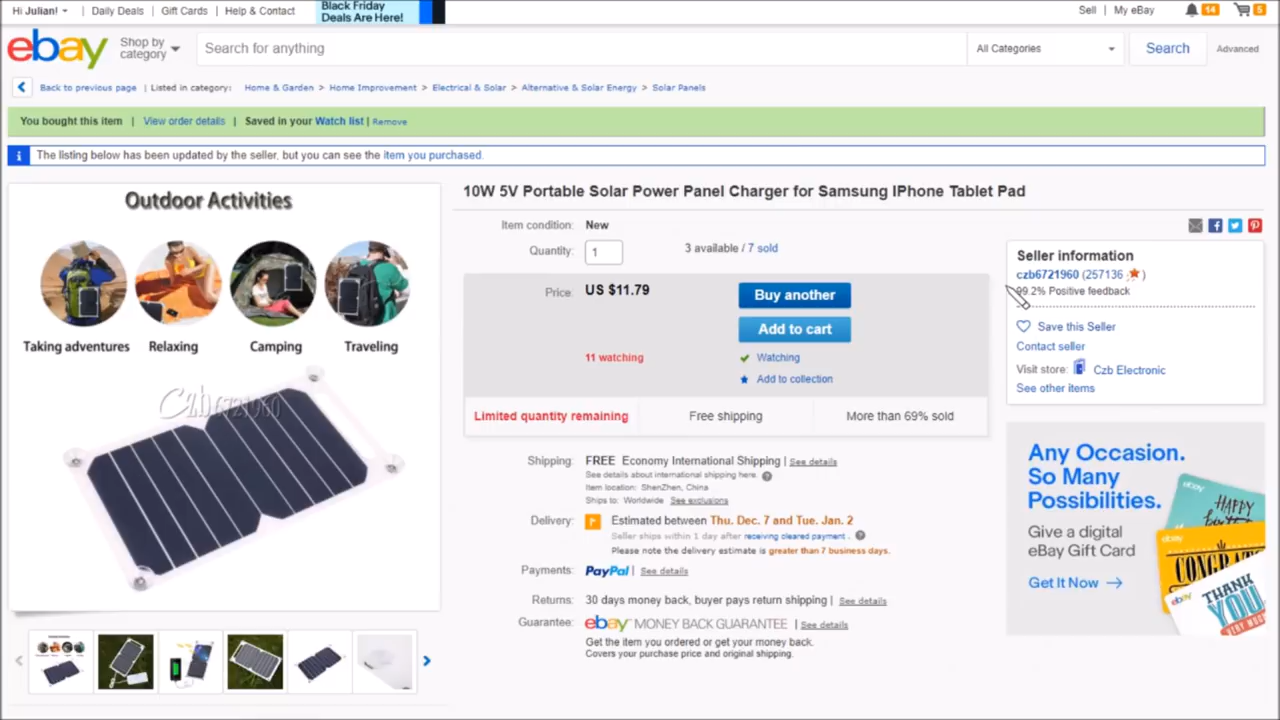 Hi Julian!
Daily Deals
Gift Cards
Help & Contact
Black Friday
Deals Are Here!
Sell
My eBay
14
5
ebay
Shop by
category
Search for anything
All Categories
Search
Advanced
Back to previous page | Listed in category: Home & Garden > Home Improvement > Electrical & Solar > Alternative & Solar Energy > Solar Panels
You bought this item | View order details | Saved in your Watch list | Remove
i The listing below has been updated by the seller, but you can see the item you purchased.
Outdoor Activities
Taking adventures Relaxing Camping Traveling
Czb6721960
10W 5V Portable Solar Power Panel Charger for Samsung IPhone Tablet Pad
Item condition: New
Quantity: 1
3 available / 7 sold
Price: US $11.79
Buy another
Add to cart
11 watching
Watching
Add to collection
Limited quantity remaining
Free shipping
More than 69% sold
Shipping: FREE Economy International Shipping | See details
See details about international shipping here.
Item location: ShenZhen, China
Ships to: Worldwide See exclusions
Delivery: Estimated between Thu. Dec. 7 and Tue. Jan. 2
Seller ships within 1 day after receiving cleared payment.
Please note the delivery estimate is greater than 7 business days.
Payments: PayPal | See details
Returns: 30 days money back, buyer pays return shipping | See details
Guarantee: ebay MONEY BACK GUARANTEE | See details
Get the item you ordered or get your money back.
Covers your purchase price and original shipping.
Seller information
czb6721960 (257136 )
99.2% Positive feedback
Save this Seller
Contact seller
Visit store: Czb Electronic
See other items
Any Occasion.
So Many
Possibilities.
Give a digital
eBay Gift Card
Get It Now →
ebay
HAPPY
CONGRATS
THANK
YOU
VERY MUCH